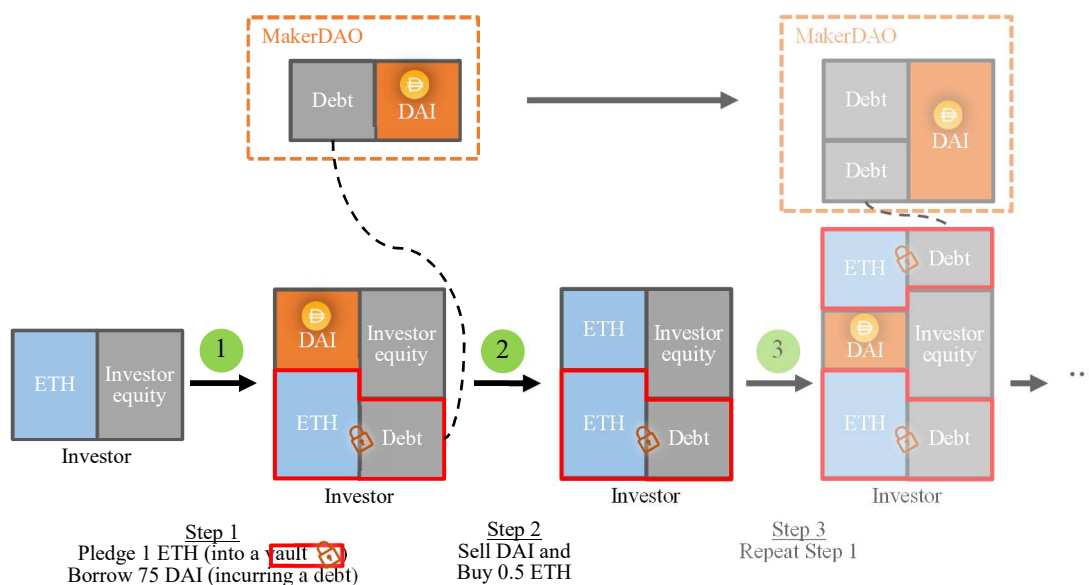 MakerDAO
Debt
DAI
MakerDAO
Debt
Debt
DAI
ETH
Investor
equity
Investor
1
DAI
Investor
equity
ETH
Debt
Investor
2
ETH
Investor
equity
ETH
Debt
Investor
3
ETH
Debt
DAI
Investor
equity
ETH
Debt
Investor
..
Step 1
Pledge 1 ETH (into a vault )
Borrow 75 DAI (incurring a debt)
Step 2
Sell DAI and
Buy 0.5 ETH
Step 3
Repeat Step 1